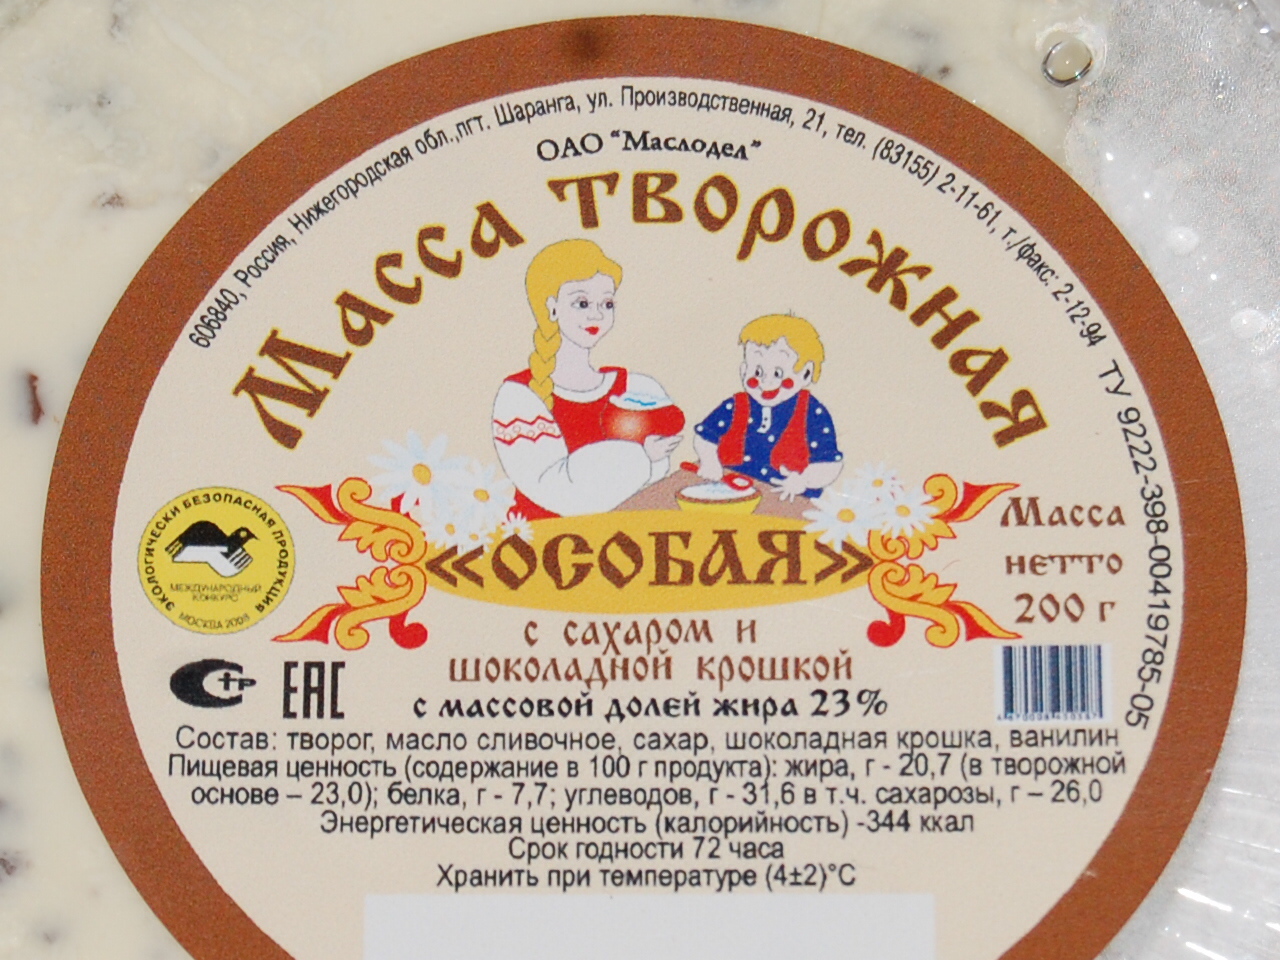 606840, Россия, Нижегородская обл.,пгт. Шаранга, ул. Производственная, 21, тел. (83155) 2-11-61, т./факс: 2-12-94
ТУ 9222-398-00419785-05
ОАО "Маслодел"
Масса творожная
«ОСОБАЯ»
ЭКОЛОГИЧЕСКИ БЕЗОПАСНАЯ ПРОДУКЦИЯ
МЕЖДУНАРОДНЫЙ
КОНКУРС
МОСКВА 2008
Масса
нетто
200 г
с сахаром и
шоколадной крошкой
с массовой долей жира 23%
СТР
ЕАС
Состав: творог, масло сливочное, сахар, шоколадная крошка, ванилин
Пищевая ценность (содержание в 100 г продукта): жира, г - 20,7 (в творожной
основе – 23,0); белка, г - 7,7; углеводов, г - 31,6 в т.ч. сахарозы, г – 26,0
Энергетическая ценность (калорийность) -344 ккал
Срок годности 72 часа
Хранить при температуре (4±2)°С